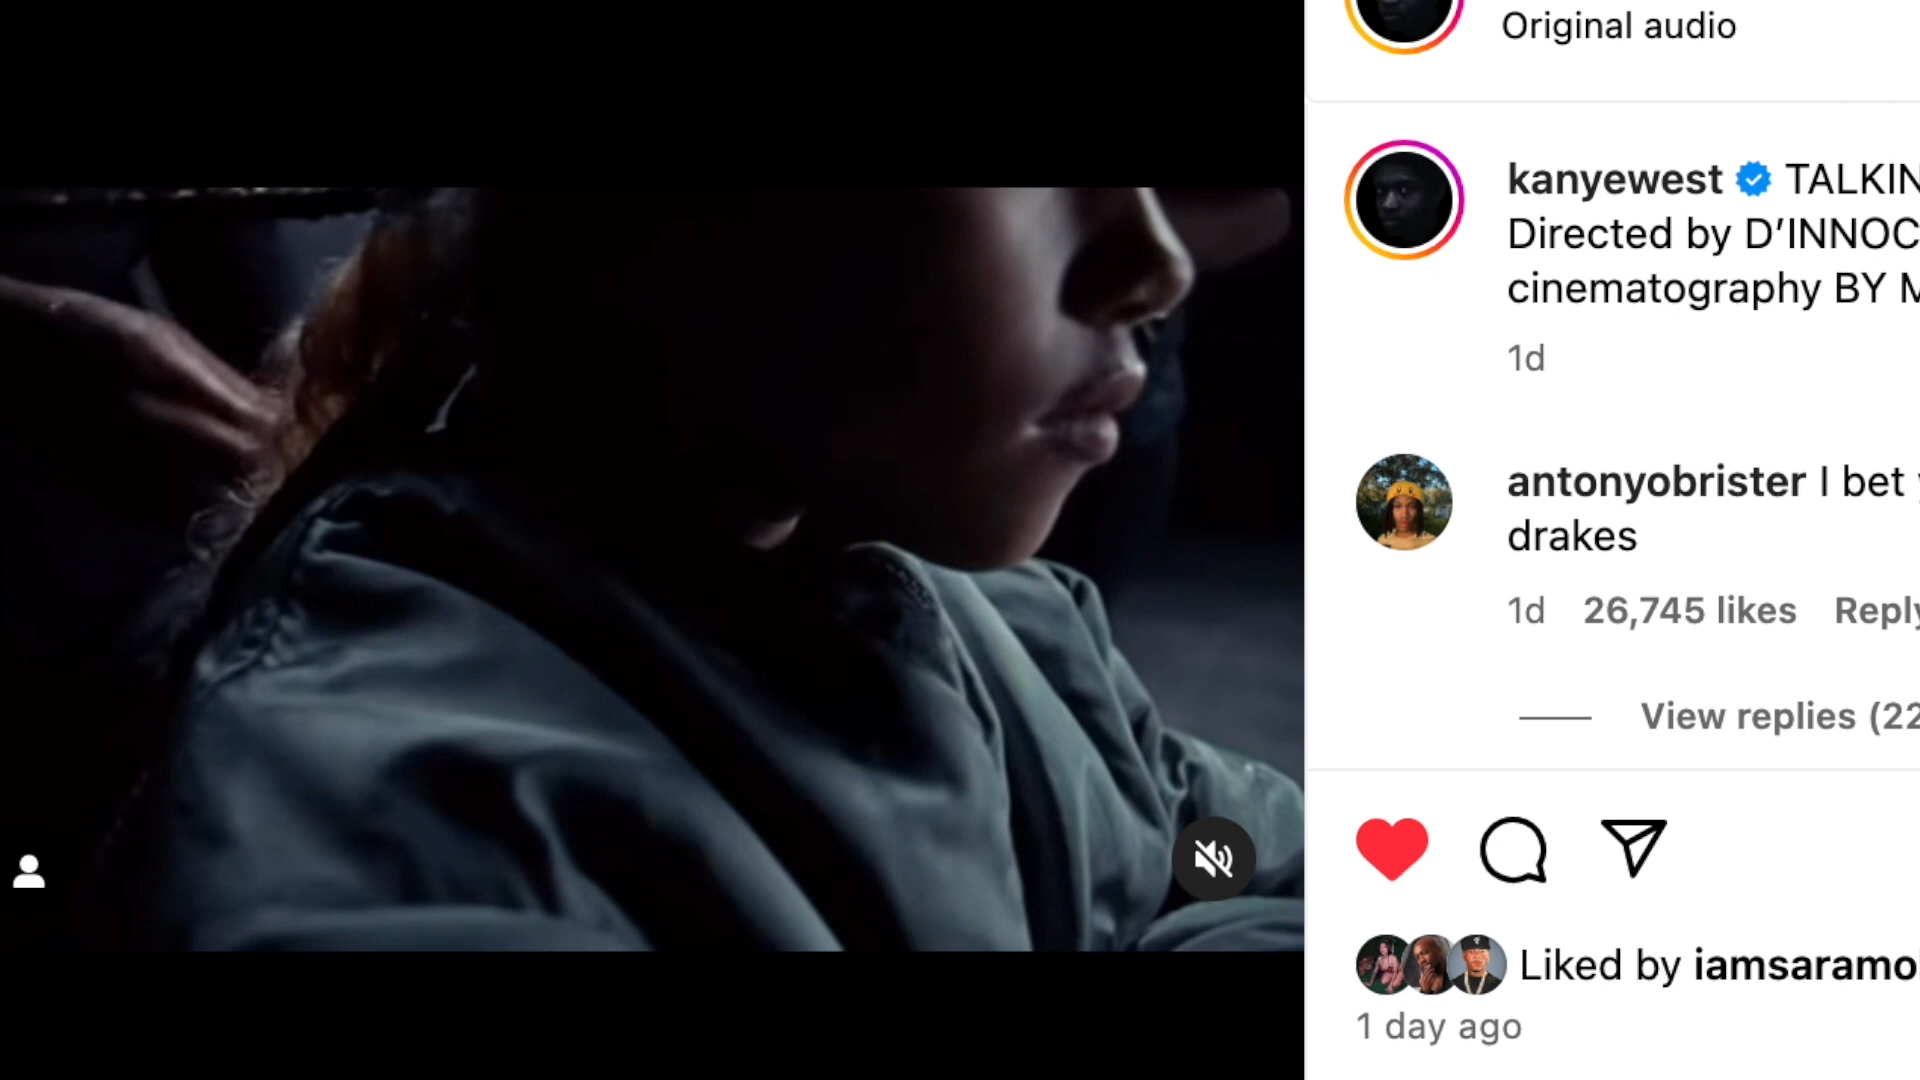 Original audio
kanyewest TALKIN
Directed by D’INNOC
cinematography BY M
1d
antonyobrister I bet
drakes
1d 26,745 likes Reply
View replies (22
Liked by iamsaramo
1 day ago